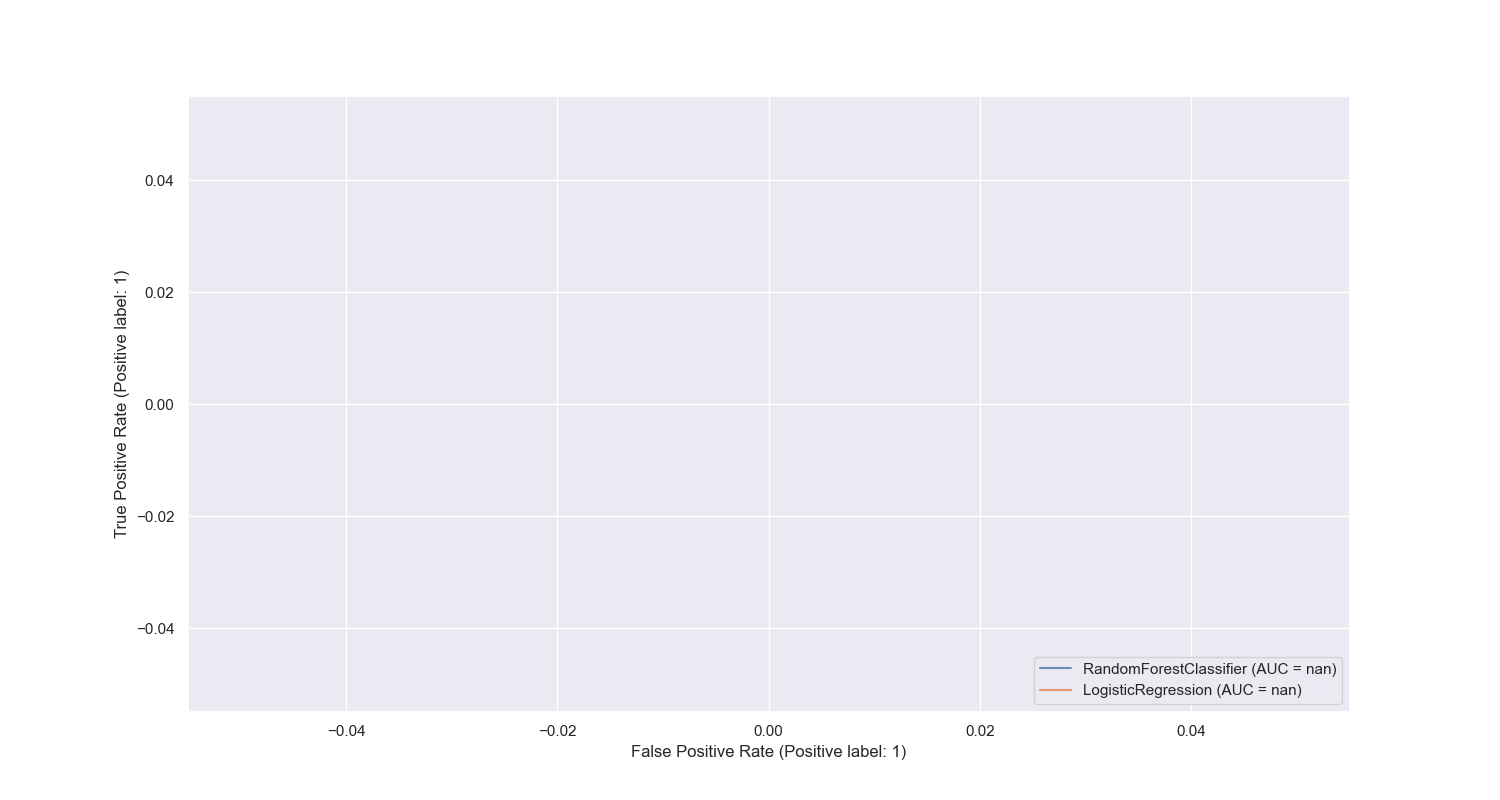 0.04
0.02
0.00
−0.02
−0.04
True Positive Rate (Positive label: 1)
RandomForestClassifier (AUC = nan)
LogisticRegression (AUC = nan)
−0.04 −0.02 0.00 0.02 0.04
False Positive Rate (Positive label: 1)